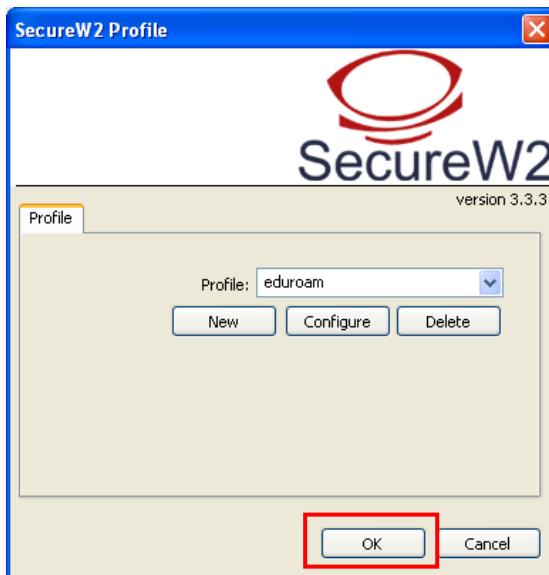 SecureW2 Profile
SecureW2
version 3.3.3
Profile
Profile: eduroam
New Configure Delete
OK Cancel